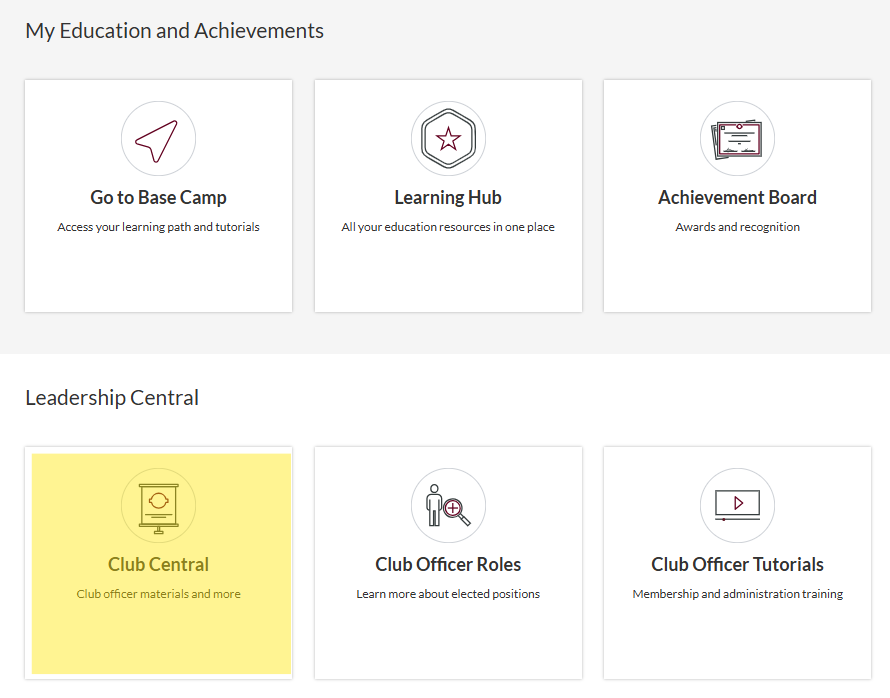 My Education and Achievements
Go to Base Camp
Access your learning path and tutorials
Learning Hub
All your education resources in one place
Achievement Board
Awards and recognition
Leadership Central
Club Central
Club officer materials and more
Club Officer Roles
Learn more about elected positions
Club Officer Tutorials
Membership and administration training